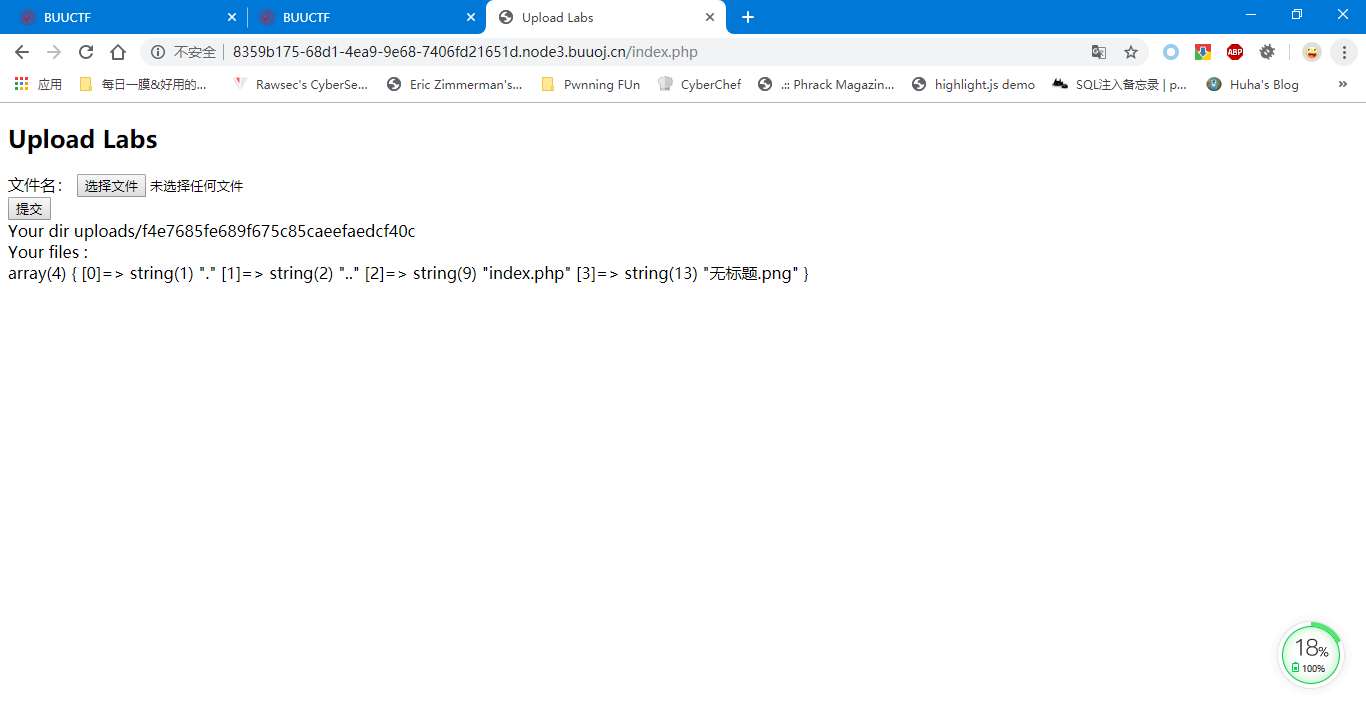 BUUCTF
BUUCTF
Upload Labs
不安全 8359b175-68d1-4ea9-9e68-7406fd21651d.node3.buuoj.cn/index.php
ABP
应用 每日一膜&好用的... Rawsec's CyberSe... Eric Zimmerman's... Pwnning FUn CyberChef .:: Phrack Magazin... highlight.js demo SQL注入备忘录 | p... Huha's Blog »
Upload Labs
文件名： 选择文件 未选择任何文件
提交
Your dir uploads/f4e7685fe689f675c85caeefaedcf40c
Your files :
array(4) { [0]=> string(1) "." [1]=> string(2) ".." [2]=> string(9) "index.php" [3]=> string(13) "无标题.png" }
18%
100%